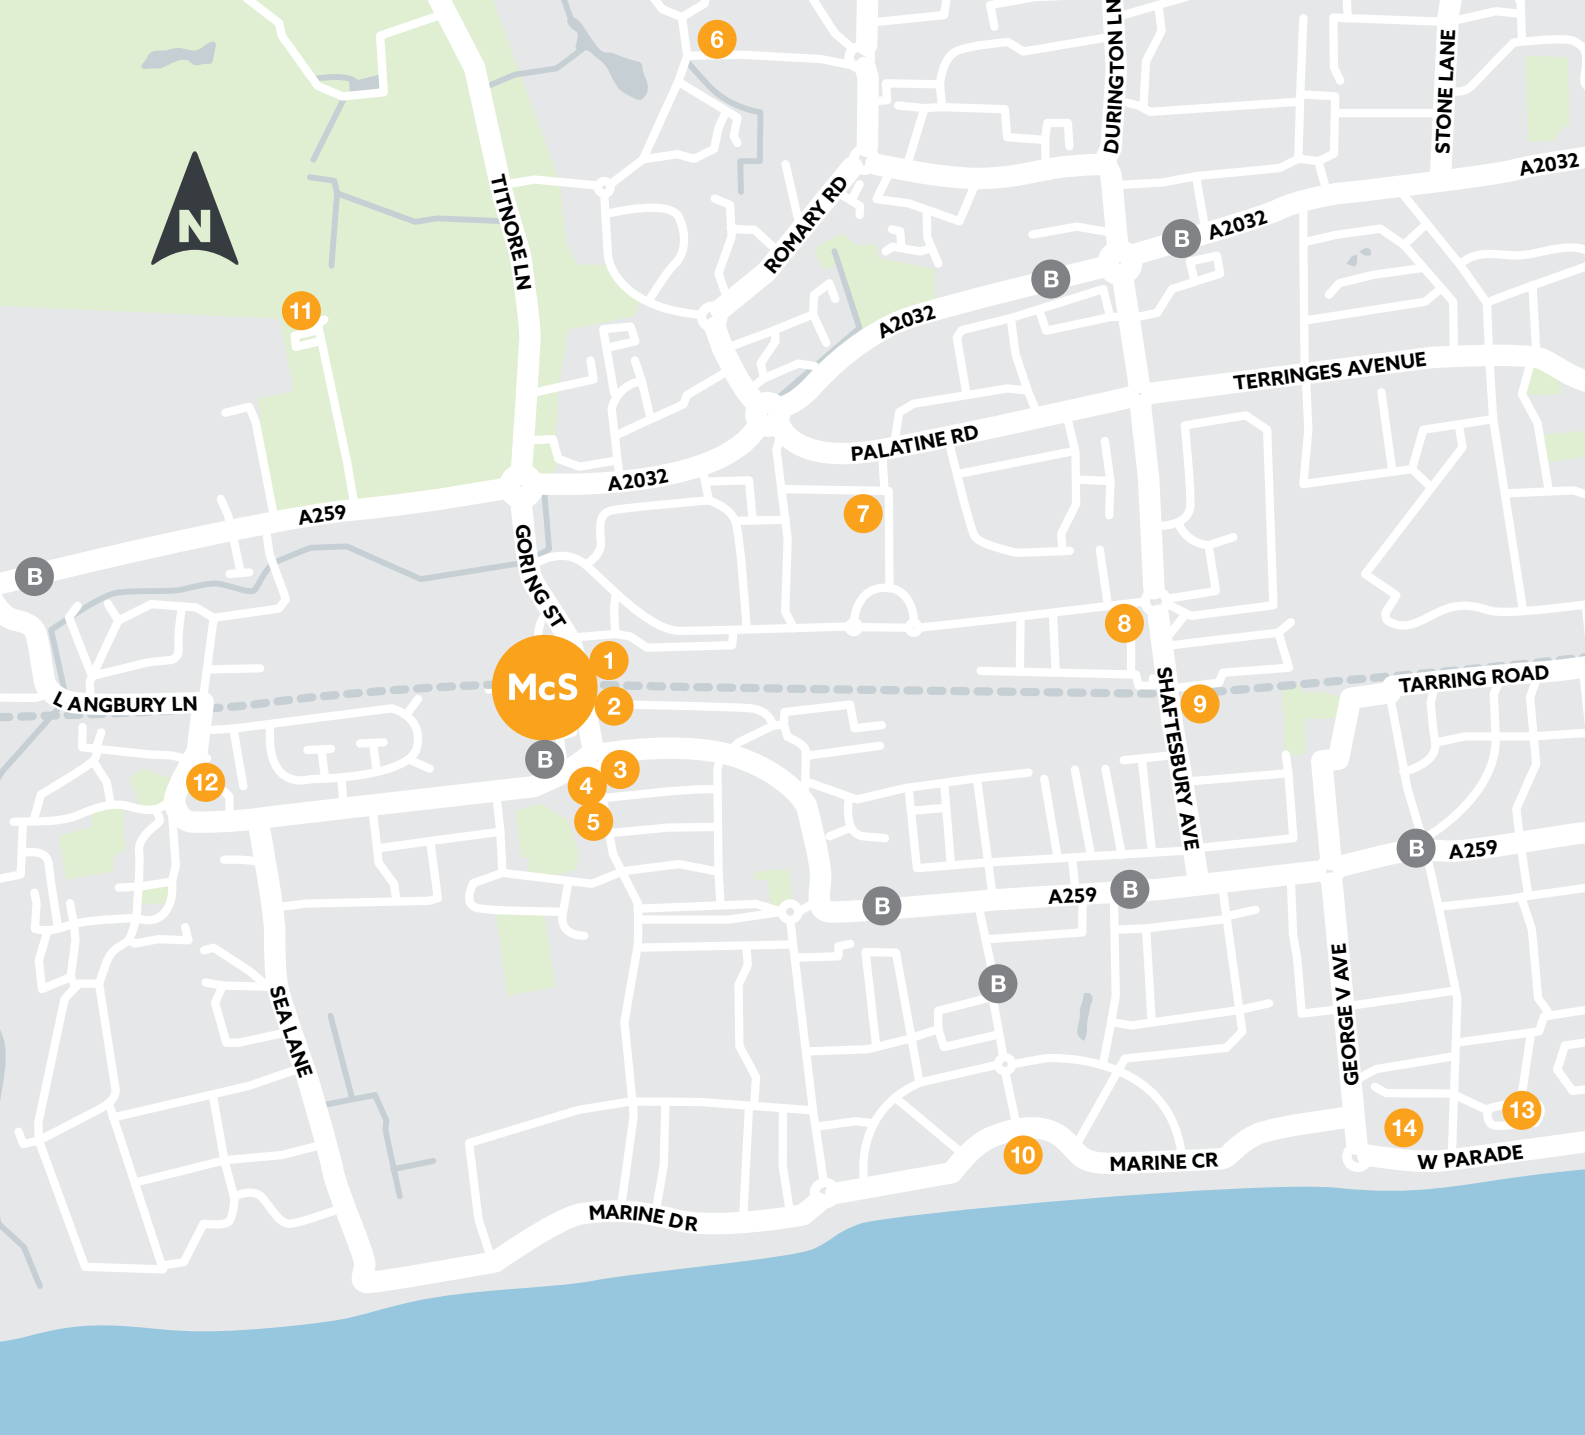 6
DURINGTON LN
STONE LANE
A2032
TITNORE LN
ROMARY RD
N
B
A2032
B
11
A2032
TERRINGES AVENUE
PALATINE RD
A2032
A259
7
GORING ST
B
8
1
McS
SHAFTESBURY AVE
TARRING ROAD
LANGBURY LN
2
9
B
3
12
4
5
B
A259
B
A259
B
B
SEA LANE
GEORGE V AVE
13
14
10
MARINE CR
W PARADE
MARINE DR